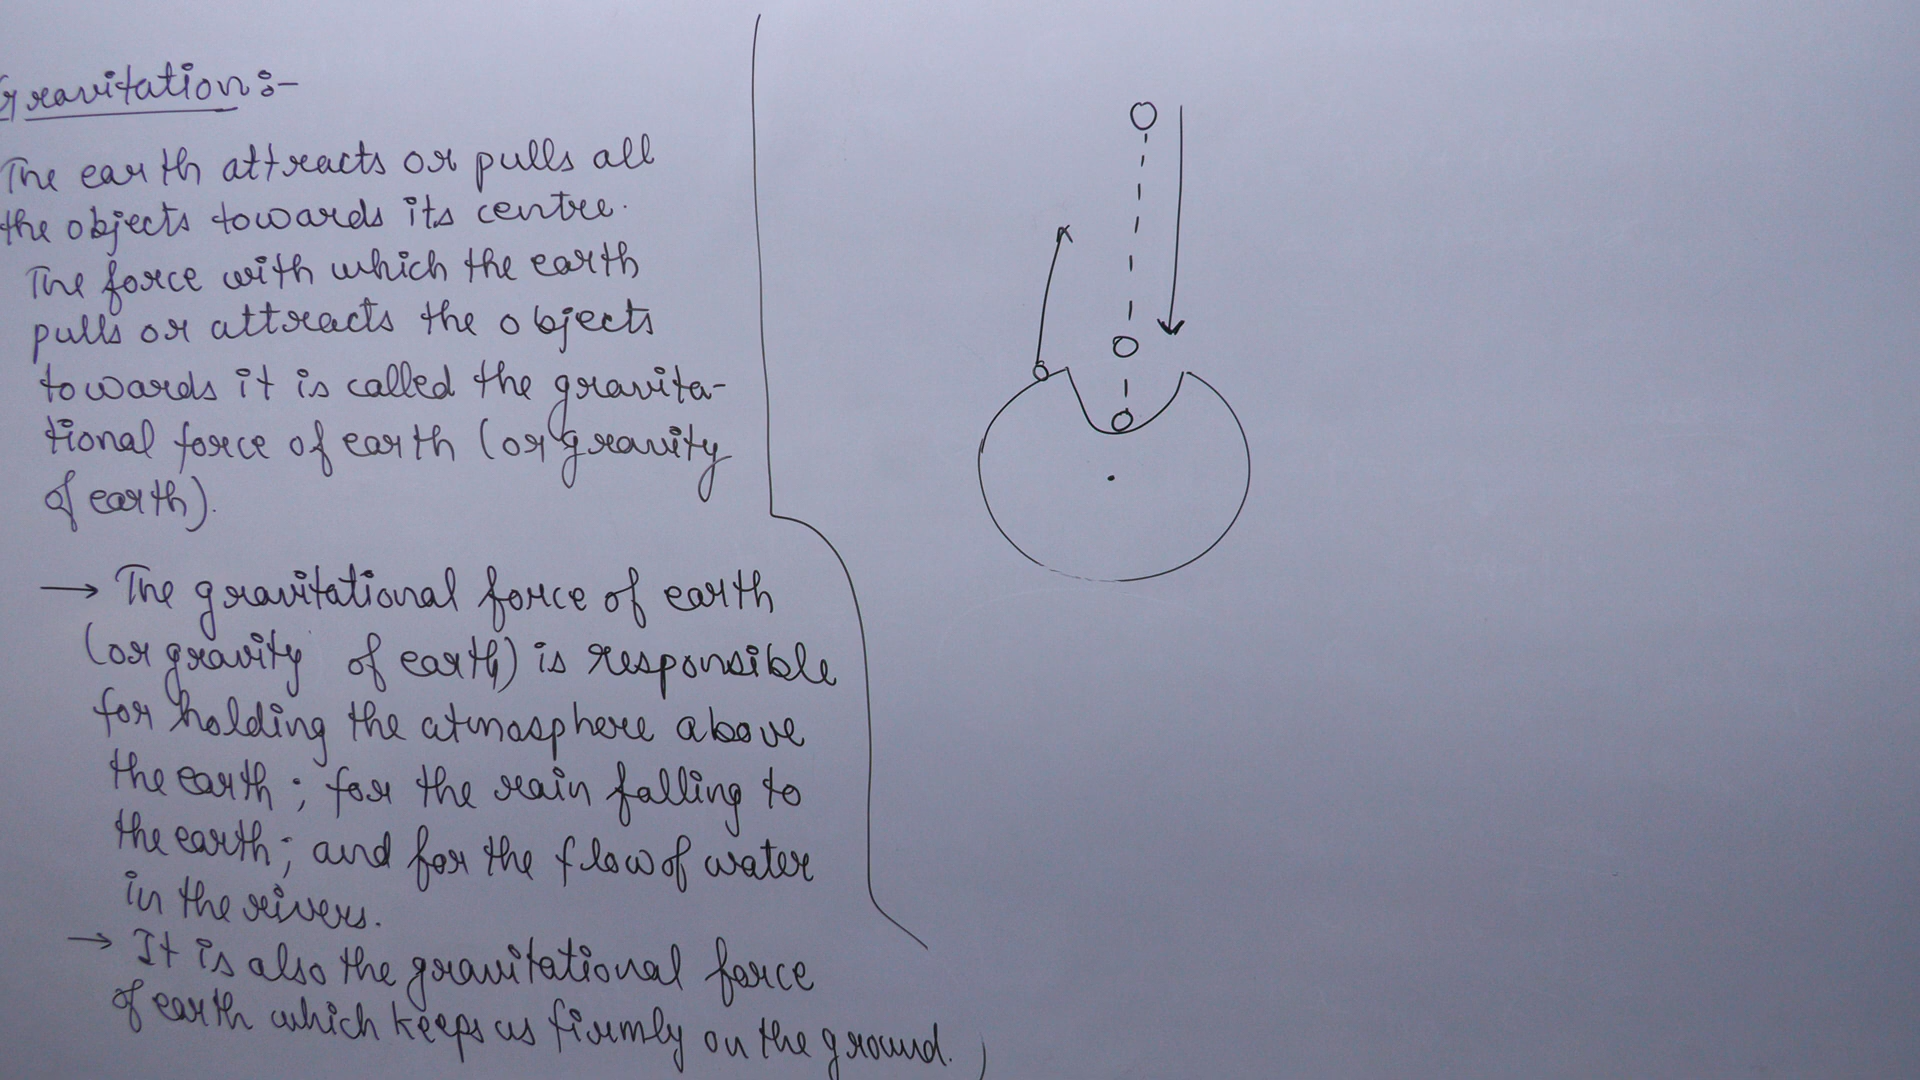 Gravitation:-
The earth attracts or pulls all
the objects towards its centre.
The force with which the earth
pulls or attracts the objects
towards it is called the gravita-
tional force of earth (or gravity
of earth).
→ The gravitational force of earth
(or gravity of earth) is responsible
for holding the atmosphere above
the earth; for the rain falling to
the earth; and for the flow of water
in the rivers.
→ It is also the gravitational force
of earth which keeps us firmly on the ground.